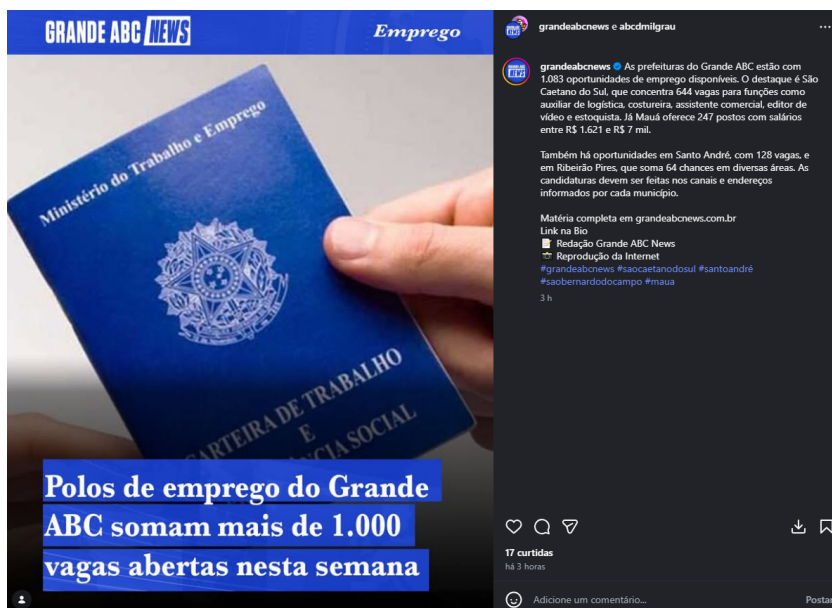 GRANDE ABC NEWS
Emprego
Ministério do Trabalho e Emprego
CARTEIRA DE TRABALHO
E
SOCIAL
Polos de emprego do Grande
ABC somam mais de 1.000
vagas abertas nesta semana
grandeabcnews e abcdmilgrau
grandeabcnews As prefeituras do Grande ABC estão com
1.083 oportunidades de emprego disponíveis. O destaque é São
Caetano do Sul, que concentra 644 vagas para funções como
auxiliar de logística, costureira, assistente comercial, editor de
vídeo e estoquista. Já Mauá oferece 247 postos com salários
entre R$ 1.621 e R$ 7 mil.
Também há oportunidades em Santo André, com 128 vagas, e
em Ribeirão Pires, que soma 64 chances em diversas áreas. As
candidaturas devem ser feitas nos canais e endereços
informados por cada município.
Matéria completa em grandeabcnews.com.br
Link na Bio
Redação Grande ABC News
Reprodução da Internet
#grandeabcnews #saocaetanodosul #santoandré
#saobernardodocampo #maua
3 h
17 curtidas
há 3 horas
Adicione um comentário...
Postar